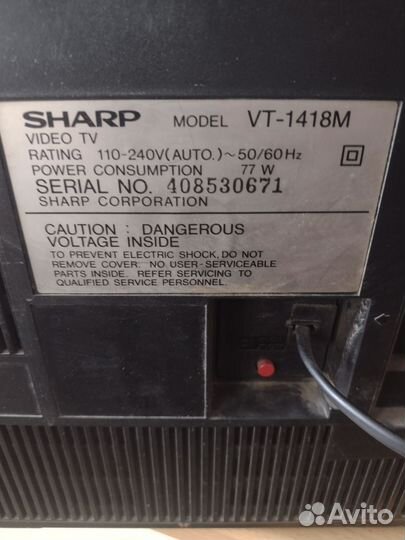 SHARP MODEL VT-1418M
VIDEO TV
RATING 110-240V(AUTO.)~50/60Hz
POWER CONSUMPTION 77 W
SERIAL NO. 408530671
SHARP CORPORATION
CAUTION : DANGEROUS
VOLTAGE INSIDE
TO PREVENT ELECTRIC SHOCK, DO NOT
REMOVE COVER. NO USER-SERVICEABLE
PARTS INSIDE. REFER SERVICING TO
QUALIFIED SERVICE PERSONNEL.
Avito